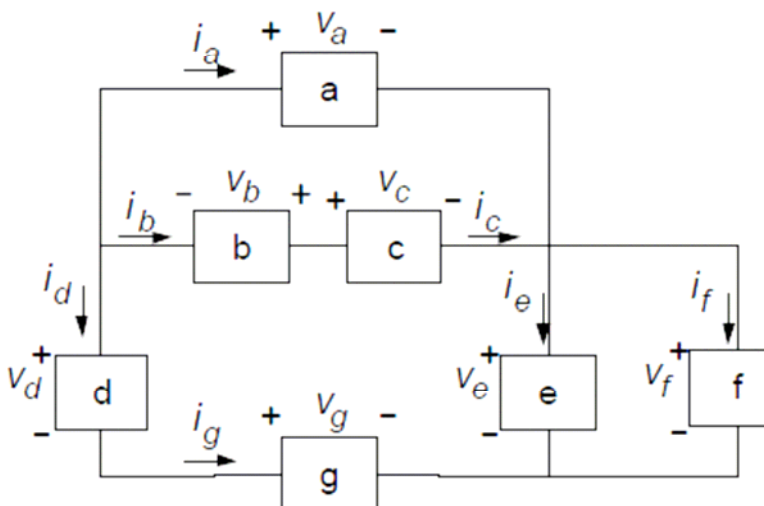 + v_a −
i_a
a
− v_b + + v_c −
i_b
i_c
b
c
i_d
i_e
i_f
+
+
+
v_d
d
v_e
e
v_f
f
−
−
−
+ v_g −
i_g
g